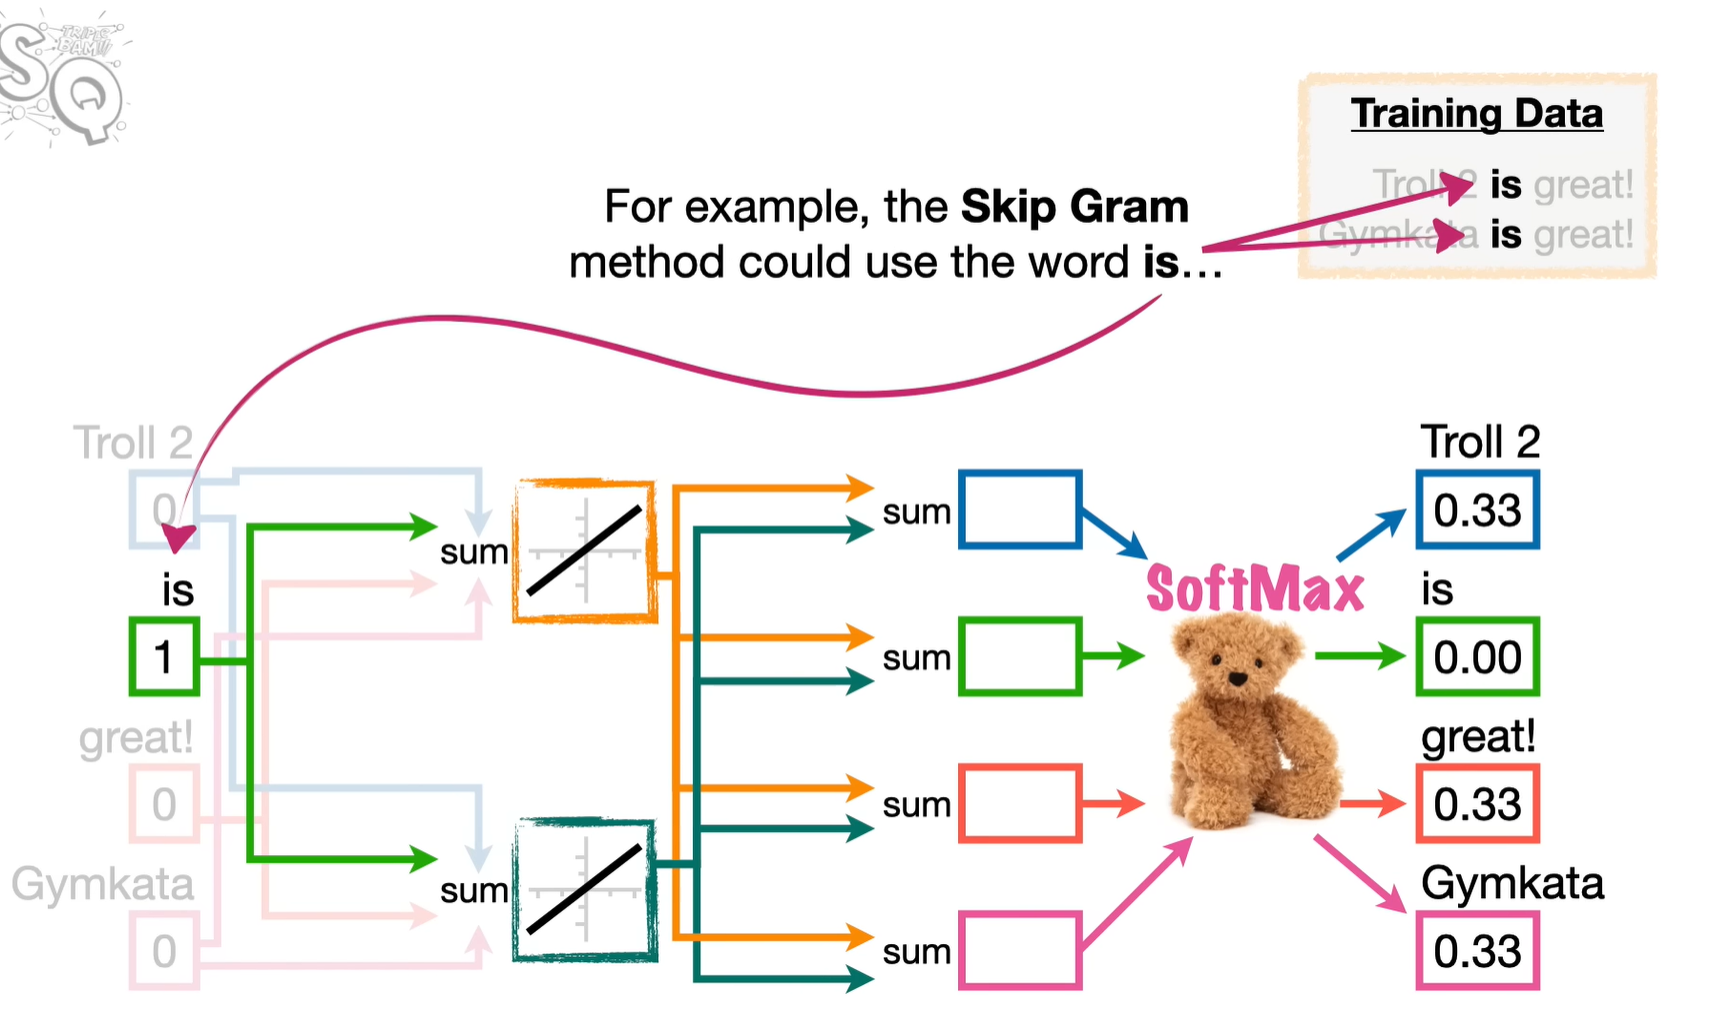 SQ
TRIPLE
BAM!!!
Training Data
Troll 2 is great!
Gymkata is great!
For example, the Skip Gram
method could use the word is...
Troll 2
0
is
1
great!
0
Gymkata
0
sum
sum
sum
sum
sum
sum
SoftMax
Troll 2
0.33
is
0.00
great!
0.33
Gymkata
0.33